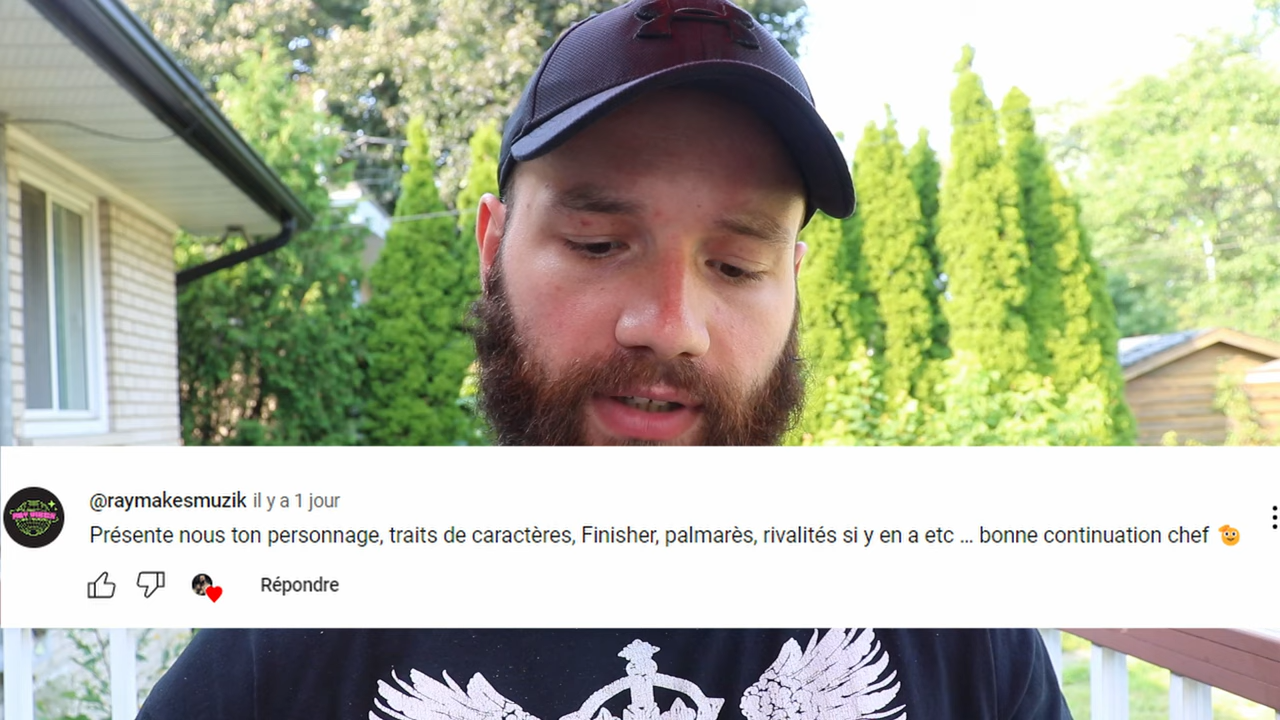 @raymakesmuzik il y a 1 jour
Présente nous ton personnage, traits de caractères, Finisher, palmarès, rivalités si y en a etc ... bonne continuation chef 🫡
Répondre